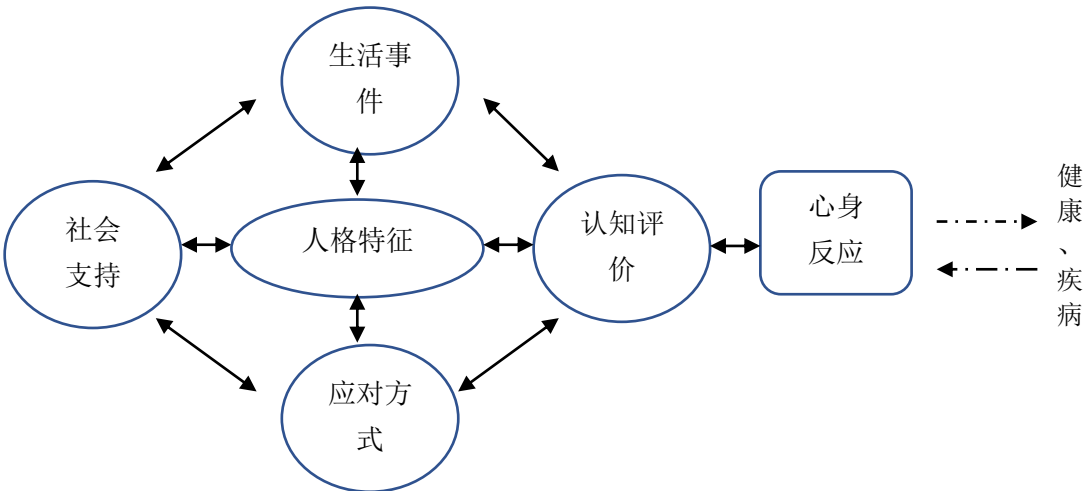 生活事
件
社会
支持
人格特征
认知评
价
心身
反应
应对方
式
健
康
、
疾
病